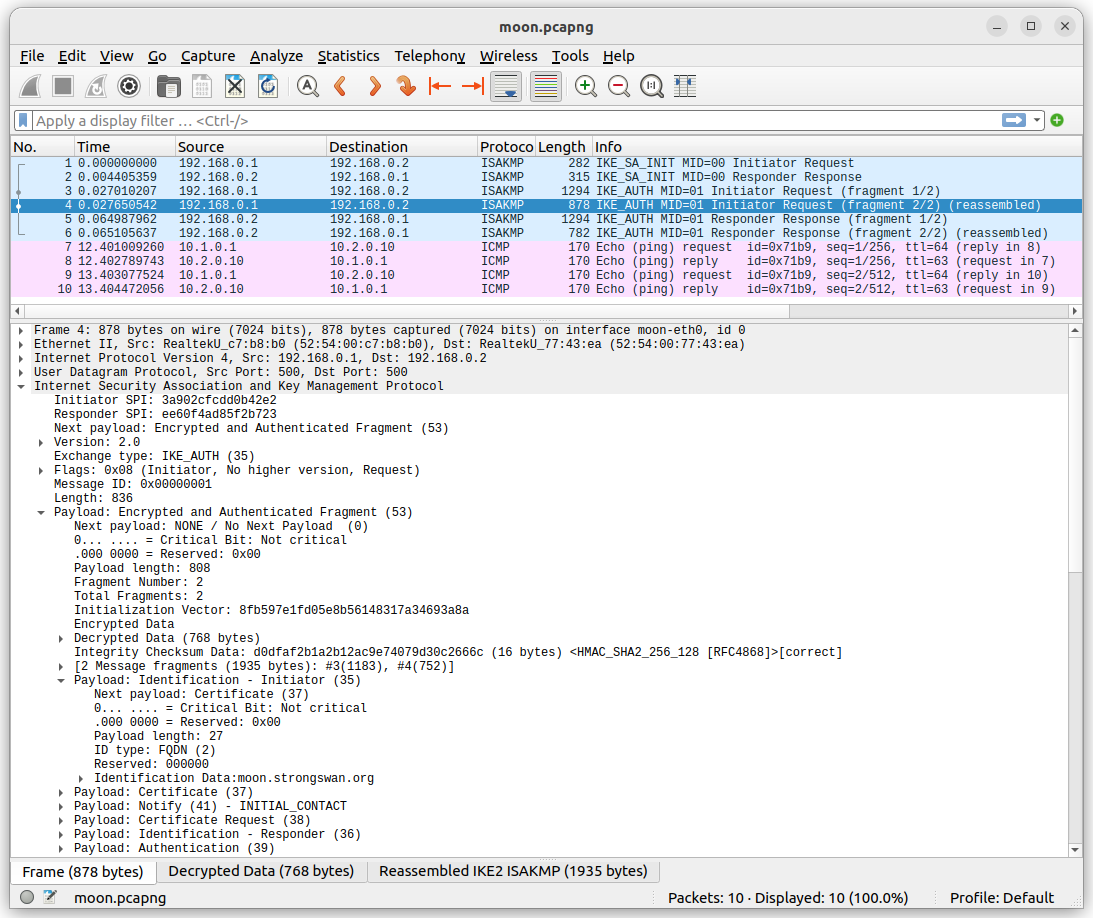 moon.pcapng
File Edit View Go Capture Analyze Statistics Telephony Wireless Tools Help
Apply a display filter … <Ctrl-/>
No. Time Source Destination Protoco Length Info
1 0.000000000 192.168.0.1 192.168.0.2 ISAKMP 282 IKE_SA_INIT MID=00 Initiator Request
2 0.004405359 192.168.0.2 192.168.0.1 ISAKMP 315 IKE_SA_INIT MID=00 Responder Response
3 0.027010207 192.168.0.1 192.168.0.2 ISAKMP 1294 IKE_AUTH MID=01 Initiator Request (fragment 1/2)
4 0.027650542 192.168.0.1 192.168.0.2 ISAKMP 878 IKE_AUTH MID=01 Initiator Request (fragment 2/2) (reassembled)
5 0.064987962 192.168.0.2 192.168.0.1 ISAKMP 1294 IKE_AUTH MID=01 Responder Response (fragment 1/2)
6 0.065105637 192.168.0.2 192.168.0.1 ISAKMP 782 IKE_AUTH MID=01 Responder Response (fragment 2/2) (reassembled)
7 12.401009260 10.1.0.1 10.2.0.10 ICMP 170 Echo (ping) request id=0x71b9, seq=1/256, ttl=64 (reply in 8)
8 12.402789743 10.2.0.10 10.1.0.1 ICMP 170 Echo (ping) reply id=0x71b9, seq=1/256, ttl=63 (request in 7)
9 13.403077524 10.1.0.1 10.2.0.10 ICMP 170 Echo (ping) request id=0x71b9, seq=2/512, ttl=64 (reply in 10)
10 13.404472056 10.2.0.10 10.1.0.1 ICMP 170 Echo (ping) reply id=0x71b9, seq=2/512, ttl=63 (request in 9)
Frame 4: 878 bytes on wire (7024 bits), 878 bytes captured (7024 bits) on interface moon-eth0, id 0
Ethernet II, Src: RealtekU_c7:b8:b0 (52:54:00:c7:b8:b0), Dst: RealtekU_77:43:ea (52:54:00:77:43:ea)
Internet Protocol Version 4, Src: 192.168.0.1, Dst: 192.168.0.2
User Datagram Protocol, Src Port: 500, Dst Port: 500
Internet Security Association and Key Management Protocol
Initiator SPI: 3a902cfcdd0b42e2
Responder SPI: ee60f4ad85f2b723
Next payload: Encrypted and Authenticated Fragment (53)
Version: 2.0
Exchange type: IKE_AUTH (35)
Flags: 0x08 (Initiator, No higher version, Request)
Message ID: 0x00000001
Length: 836
Payload: Encrypted and Authenticated Fragment (53)
Next payload: NONE / No Next Payload  (0)
0... .... = Critical Bit: Not critical
.000 0000 = Reserved: 0x00
Payload length: 808
Fragment Number: 2
Total Fragments: 2
Initialization Vector: 8fb597e1fd05e8b56148317a34693a8a
Encrypted Data
Decrypted Data (768 bytes)
Integrity Checksum Data: d0dfaf2b1a2b12ac9e74079d30c2666c (16 bytes) <HMAC_SHA2_256_128 [RFC4868]>[correct]
[2 Message fragments (1935 bytes): #3(1183), #4(752)]
Payload: Identification - Initiator (35)
Next payload: Certificate (37)
0... .... = Critical Bit: Not critical
.000 0000 = Reserved: 0x00
Payload length: 27
ID type: FQDN (2)
Reserved: 000000
Identification Data:moon.strongswan.org
Payload: Certificate (37)
Payload: Notify (41) - INITIAL_CONTACT
Payload: Certificate Request (38)
Payload: Identification - Responder (36)
Payload: Authentication (39)
Frame (878 bytes) Decrypted Data (768 bytes) Reassembled IKE2 ISAKMP (1935 bytes)
moon.pcapng Packets: 10 · Displayed: 10 (100.0%) Profile: Default